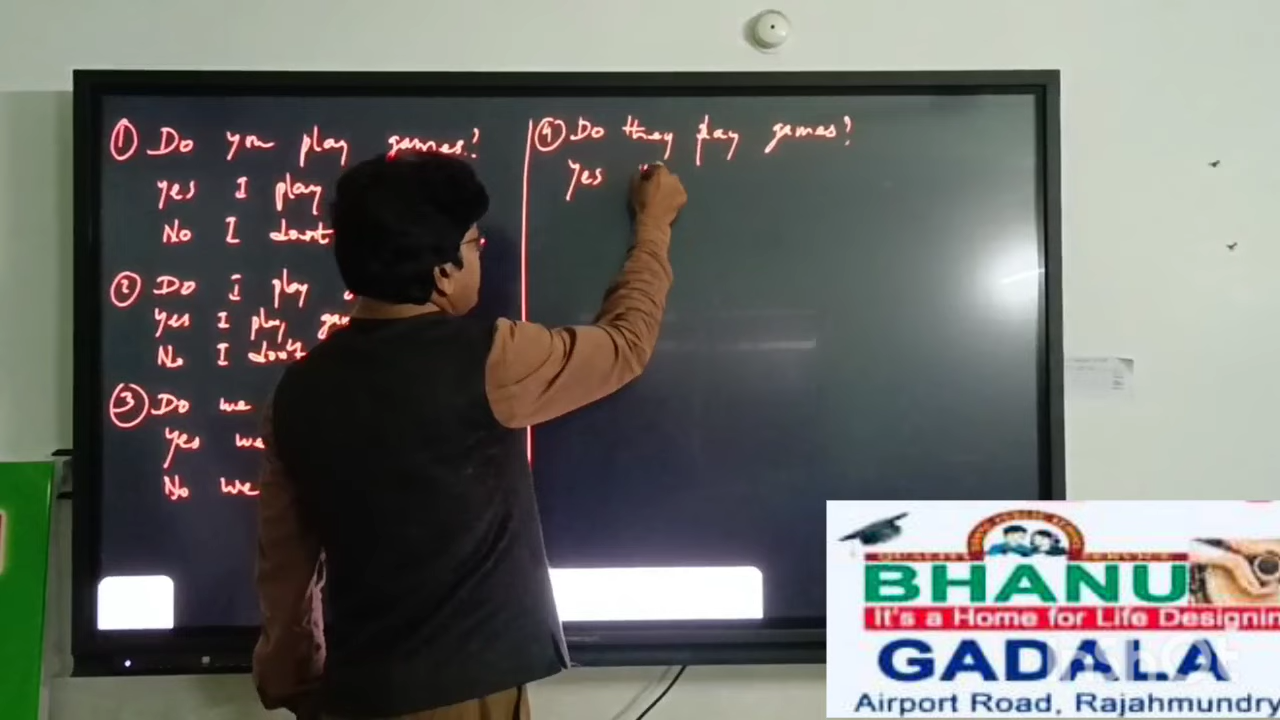 ① Do you play games?
Yes I play
No I don't
② Do I play
Yes I play
No I don't
③ Do we
Yes we
No we
④ Do they play games?
Yes
QUALITY SERVICE
BHANU
It's a Home for Life Designin
GADALA
Airport Road, Rajahmundry